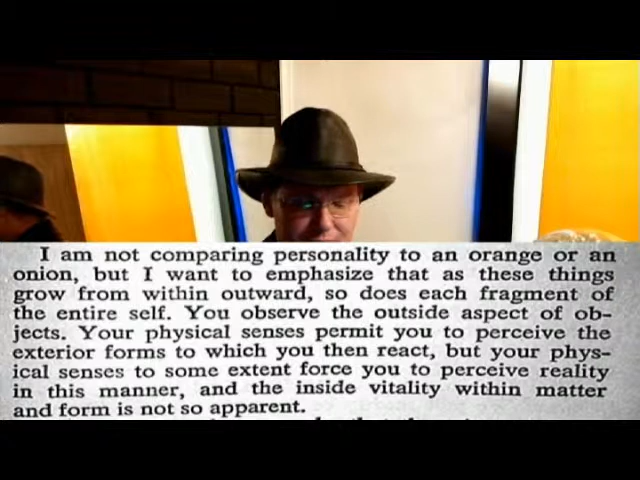 I am not comparing personality to an orange or an
onion, but I want to emphasize that as these things
grow from within outward, so does each fragment of
the entire self. You observe the outside aspect of ob-
jects. Your physical senses permit you to perceive the
exterior forms to which you then react, but your phys-
ical senses to some extent force you to perceive reality
in this manner, and the inside vitality within matter
and form is not so apparent.